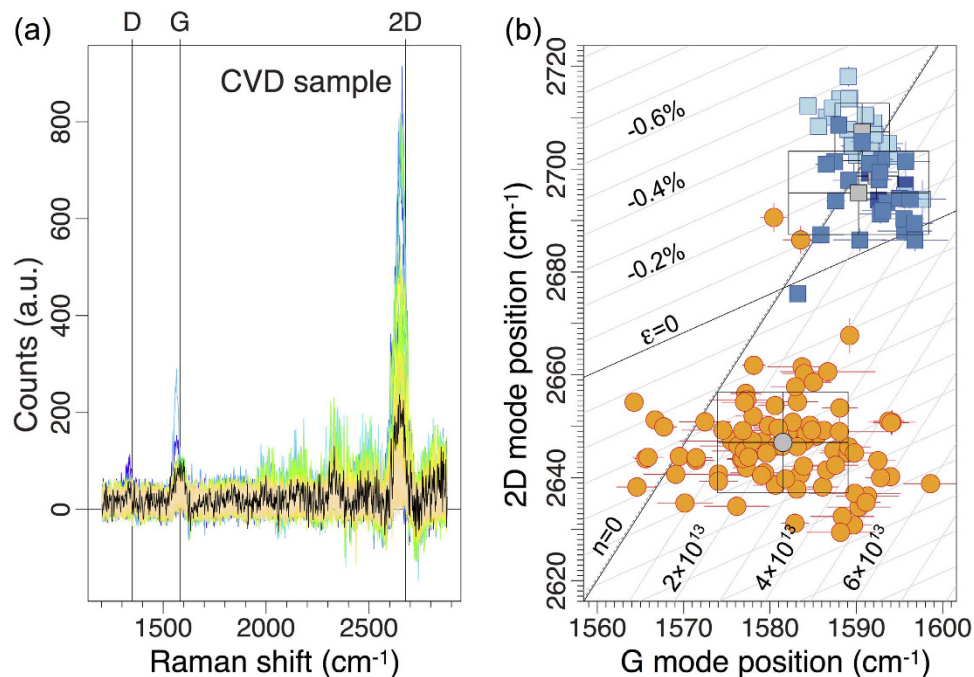 (a)
D G 2D
CVD sample
800
600
400
200
0
Counts (a.u.)
1500 2000 2500
Raman shift (cm⁻¹)
(b)
2720
2700
2680
2660
2640
2620
2D mode position (cm⁻¹)
-0.6%
-0.4%
-0.2%
ε=0
n=0
2×10¹³
4×10¹³
6×10¹³
1560 1570 1580 1590 1600
G mode position (cm⁻¹)